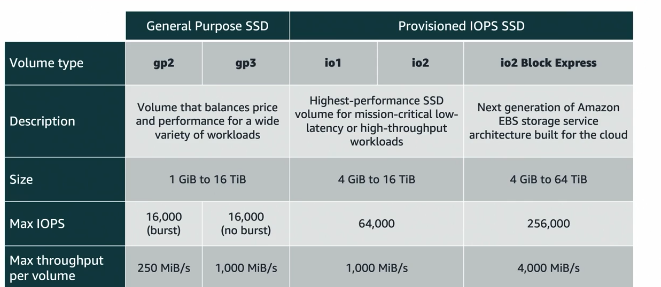 General Purpose SSD Provisioned IOPS SSD
Volume type gp2 gp3 io1 io2 io2 Block Express
Description
Volume that balances price
and performance for a wide
variety of workloads
Highest-performance SSD
volume for mission-critical low-
latency or high-throughput
workloads
Next generation of Amazon
EBS storage service
architecture built for the cloud
Size 1 GiB to 16 TiB 4 GiB to 16 TiB 4 GiB to 64 TiB
Max IOPS
16,000
(burst)
16,000
(no burst)
64,000
256,000
Max throughput
per volume
250 MiB/s 1,000 MiB/s 1,000 MiB/s 4,000 MiB/s